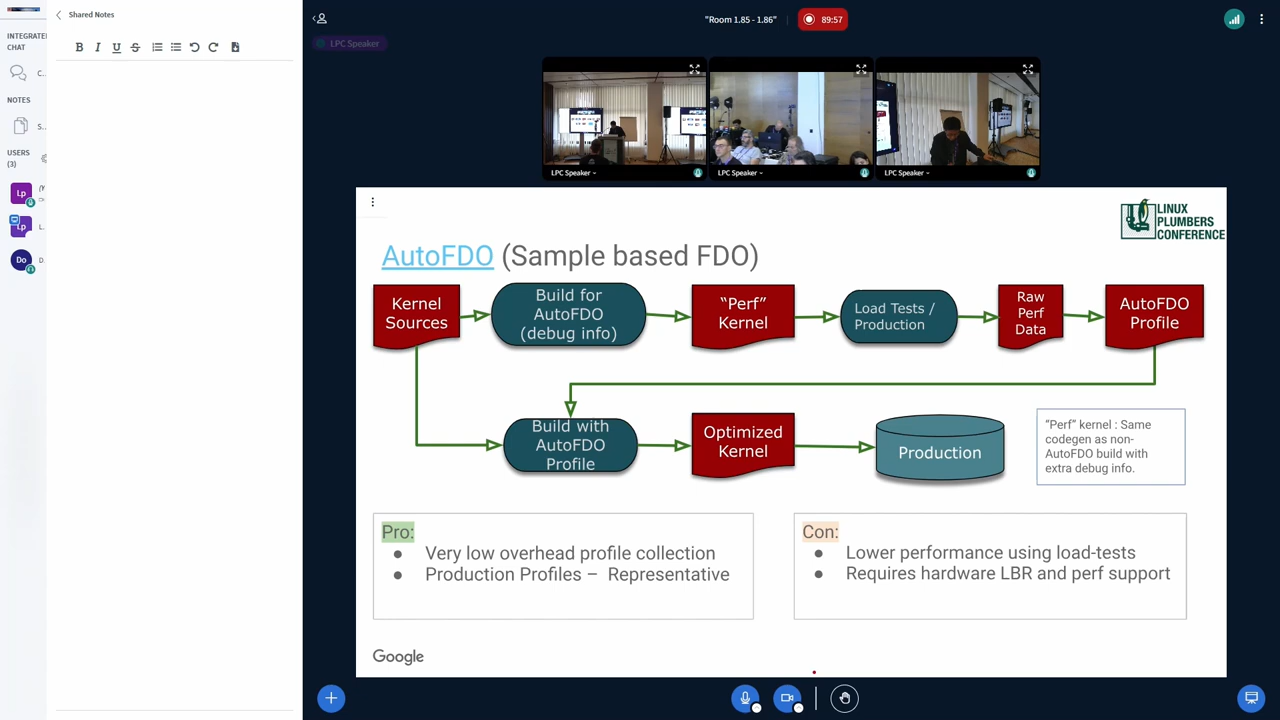 Shared Notes
INTEGRATE
CHAT
C..
NOTES
S...
USERS
(3)
Lp
Lp
L..
Do
D.
B I U S
"Room 1.85 - 1.86"
89:57
LPC Speaker
LPC Speaker
LPC Speaker
LPC Speaker
LINUX
PLUMBERS
CONFERENCE
AutoFDO (Sample based FDO)
Kernel
Sources
Build for
AutoFDO
(debug info)
“Perf”
Kernel
Load Tests /
Production
Raw
Perf
Data
AutoFDO
Profile
Build with
AutoFDO
Profile
Optimized
Kernel
Production
“Perf” kernel : Same
codegen as non-
AutoFDO build with
extra debug info.
Pro:
● Very low overhead profile collection
● Production Profiles – Representative
Con:
● Lower performance using load-tests
● Requires hardware LBR and perf support
Google